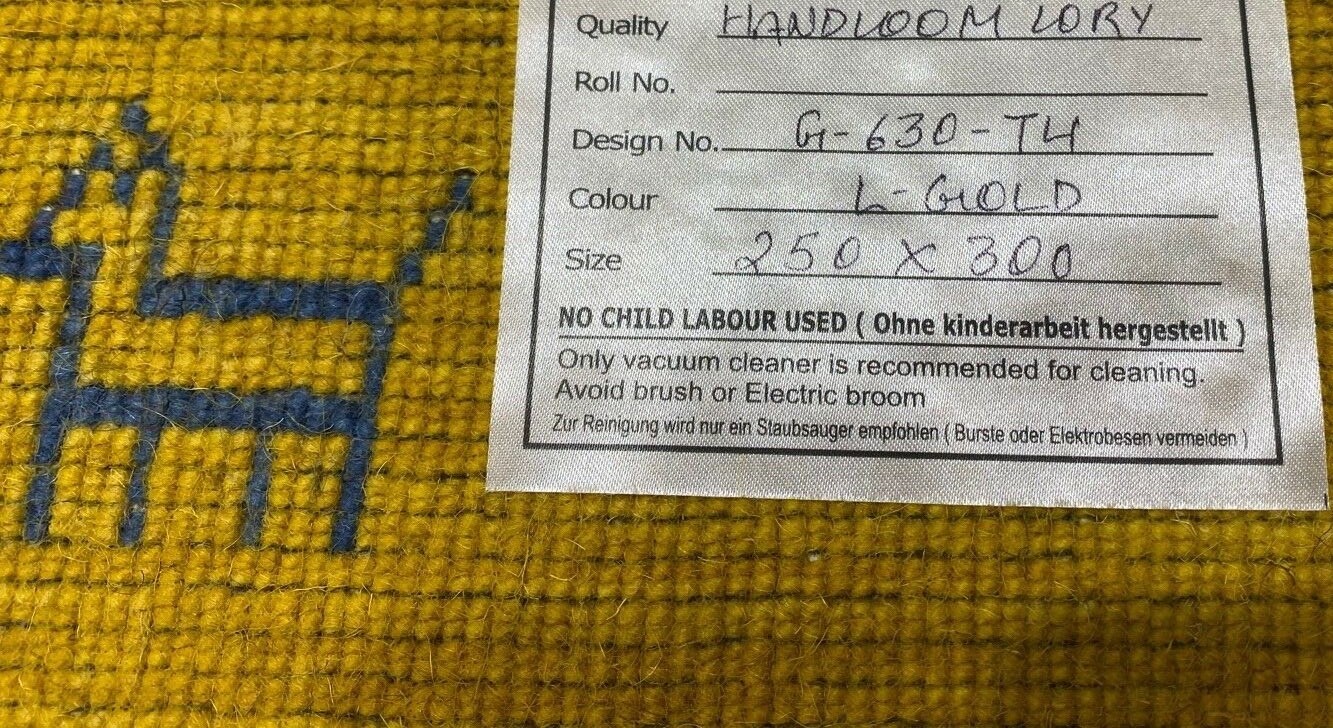 Quality HANDLOOM LORY
Roll No.
Design No. G-630-T4
Colour L-GOLD
Size 250 X 300
NO CHILD LABOUR USED ( Ohne kinderarbeit hergestellt )
Only vacuum cleaner is recommended for cleaning.
Avoid brush or Electric broom
Zur Reinigung wird nur ein Staubsauger empfohlen ( Burste oder Elektrobesen vermeiden )